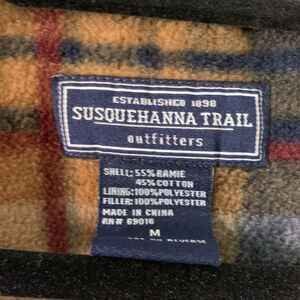 ESTABLISHED 1898
SUSQUEHANNA TRAIL
outfitters
SHELL: 55% RAMIE
45% COTTON
LINING: 100% POLYESTER
FILLER: 100% POLYESTER
MADE IN CHINA
RN# 69016
M
REVERSE